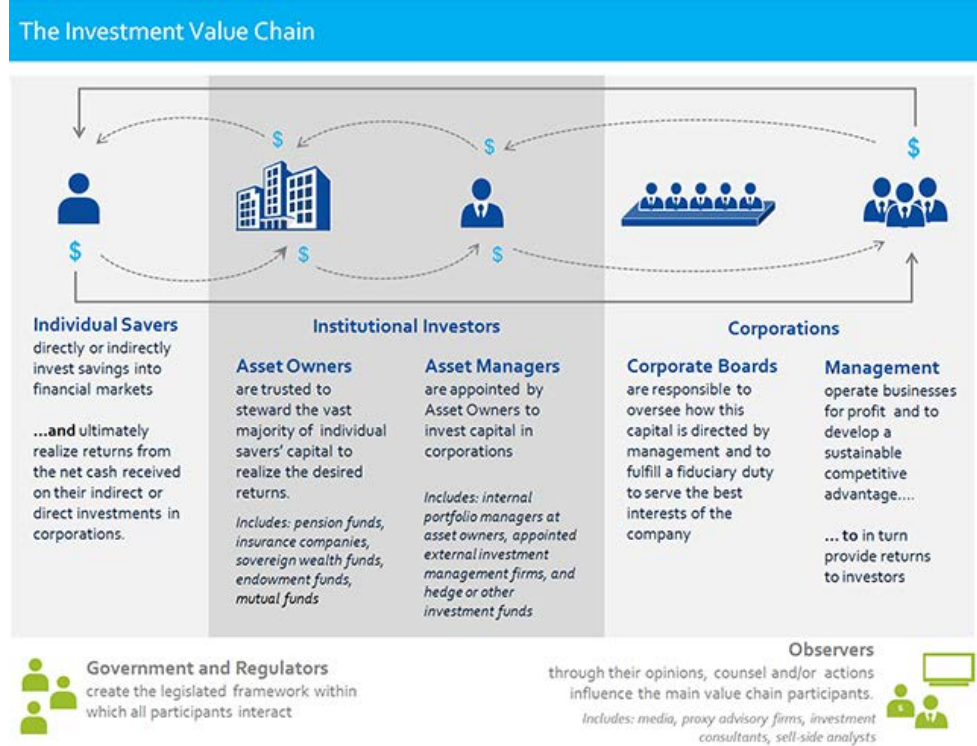 The Investment Value Chain
$
$
$
$
$
$
Individual Savers
directly or indirectly
invest savings into
financial markets
...and ultimately
realize returns from
the net cash received
on their indirect or
direct investments in
corporations.
Institutional Investors
Asset Owners
are trusted to
steward the vast
majority of individual
savers' capital to
realize the desired
returns.
Includes: pension funds,
insurance companies,
sovereign wealth funds,
endowment funds,
mutual funds
Asset Managers
are appointed by
Asset Owners to
invest capital in
corporations
Includes: internal
portfolio managers at
asset owners, appointed
external investment
management firms, and
hedge or other
investment funds
Corporations
Corporate Boards
are responsible to
oversee how this
capital is directed by
management and to
fulfill a fiduciary duty
to serve the best
interests of the
company
Management
operate businesses
for profit and to
develop a
sustainable
competitive
advantage....
... to in turn
provide returns
to investors
Government and Regulators
create the legislated framework within
which all participants interact
Observers
through their opinions, counsel and/or actions
influence the main value chain participants.
Includes: media, proxy advisory firms, investment
consultants, sell-side analysts
$